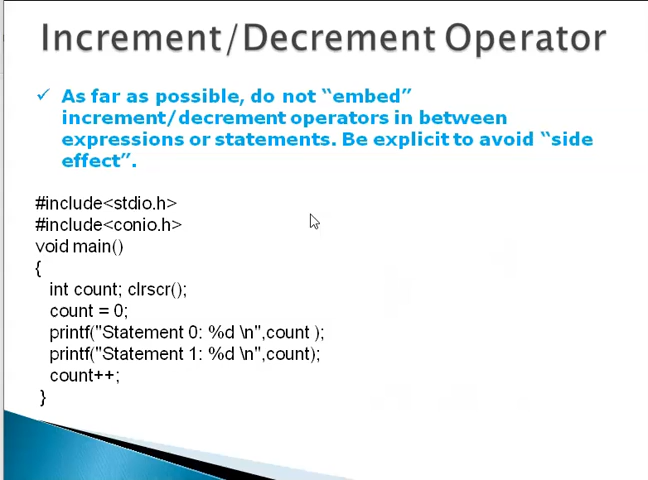 Increment/Decrement Operator
✓ As far as possible, do not “embed”
increment/decrement operators in between
expressions or statements. Be explicit to avoid “side
effect”.
#include<stdio.h>
#include<conio.h>
void main()
{
int count; clrscr();
count = 0;
printf("Statement 0: %d \n",count );
printf("Statement 1: %d \n",count);
count++;
}